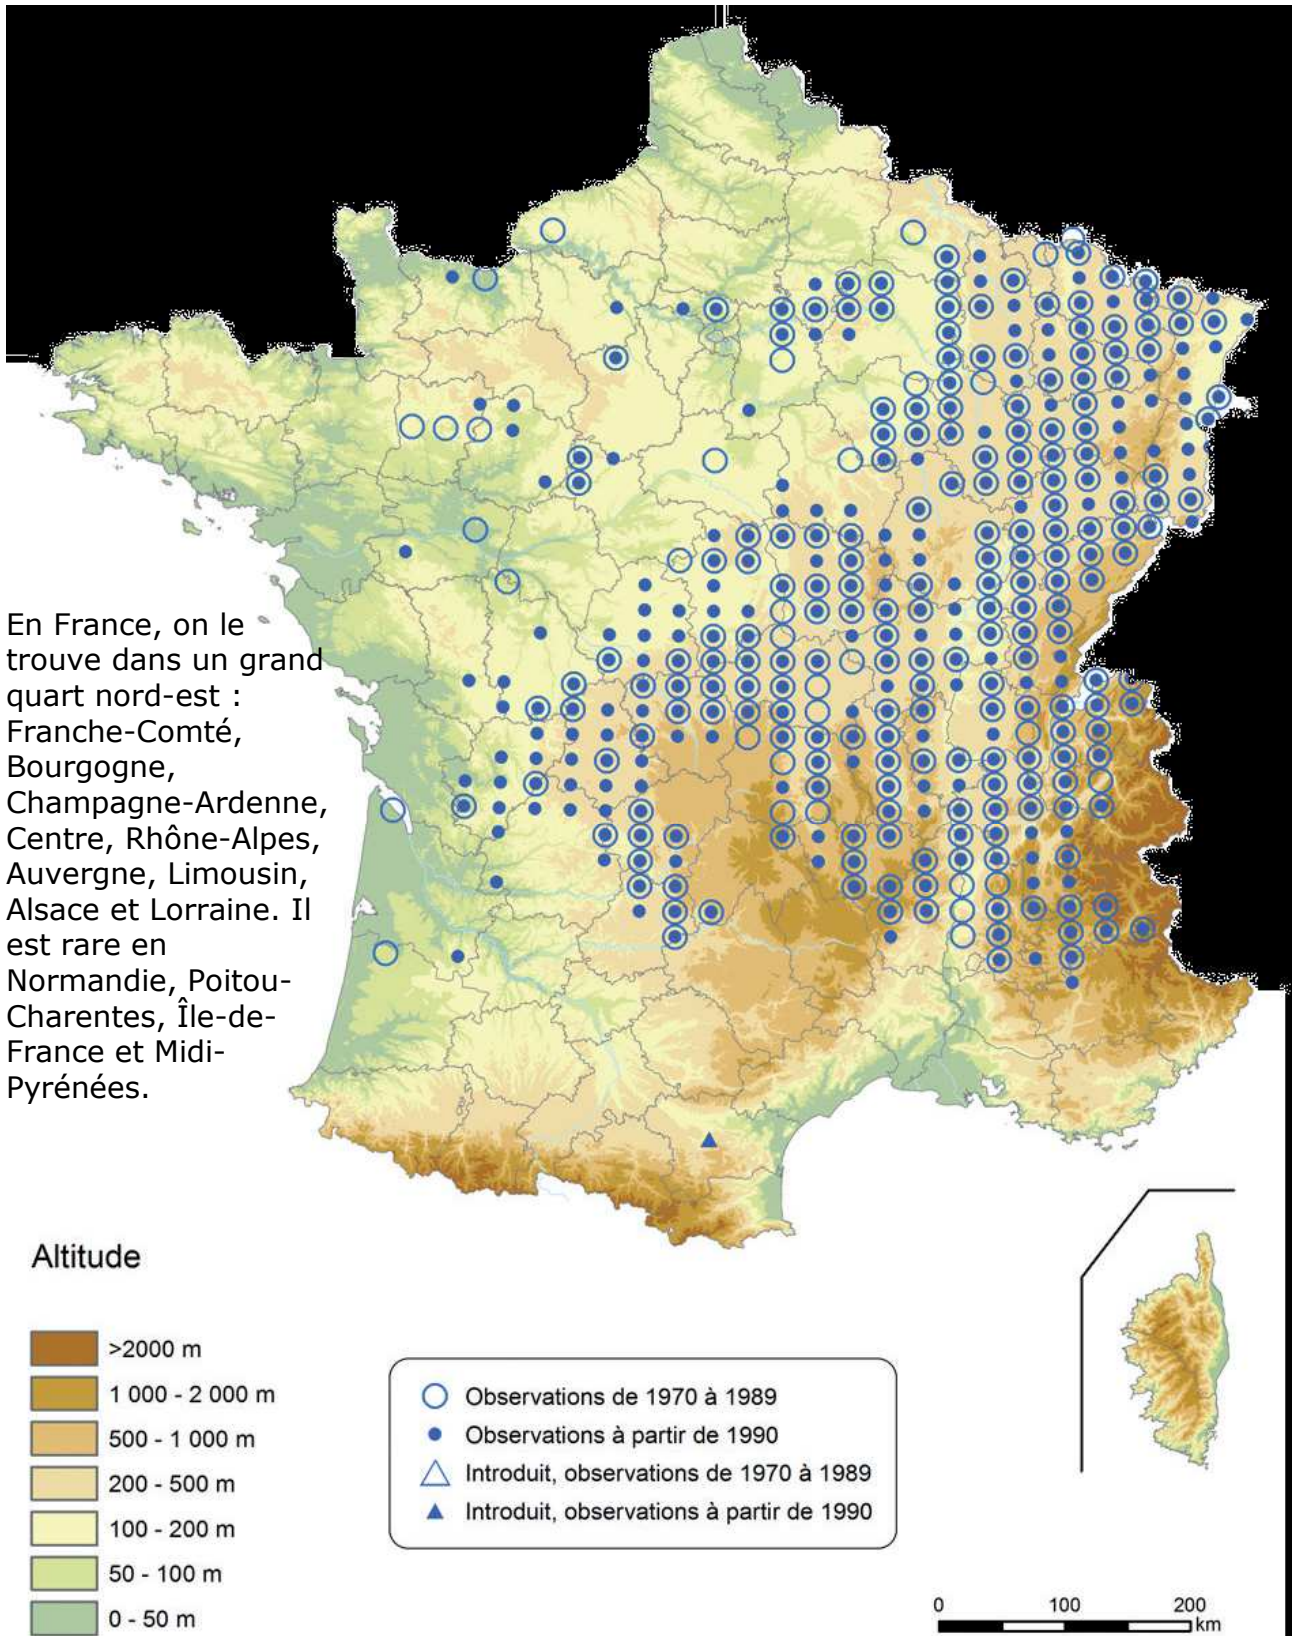 En France, on le
trouve dans un grand
quart nord-est :
Franche-Comté,
Bourgogne,
Champagne-Ardenne,
Centre, Rhône-Alpes,
Auvergne, Limousin,
Alsace et Lorraine. Il
est rare en
Normandie, Poitou-
Charentes, Île-de-
France et Midi-
Pyrénées.
Altitude
>2000 m
1 000 - 2 000 m
500 - 1 000 m
200 - 500 m
100 - 200 m
50 - 100 m
0 - 50 m
Observations de 1970 à 1989
Observations à partir de 1990
Introduit, observations de 1970 à 1989
Introduit, observations à partir de 1990
0 100 200
km